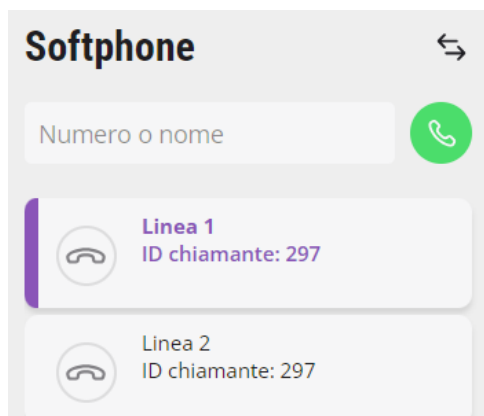 Softphone
Numero o nome
Linea 1
ID chiamante: 297
Linea 2
ID chiamante: 297